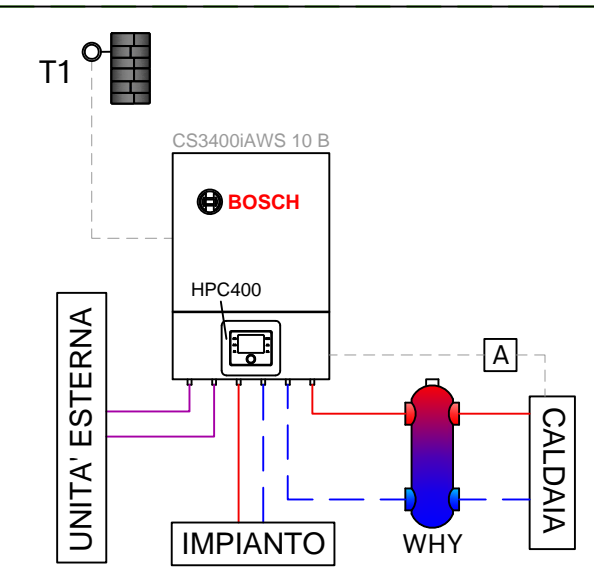 T1
CS3400iAWS 10 B
BOSCH
HPC400
A
UNITA' ESTERNA
CALDAIA
IMPIANTO
WHY